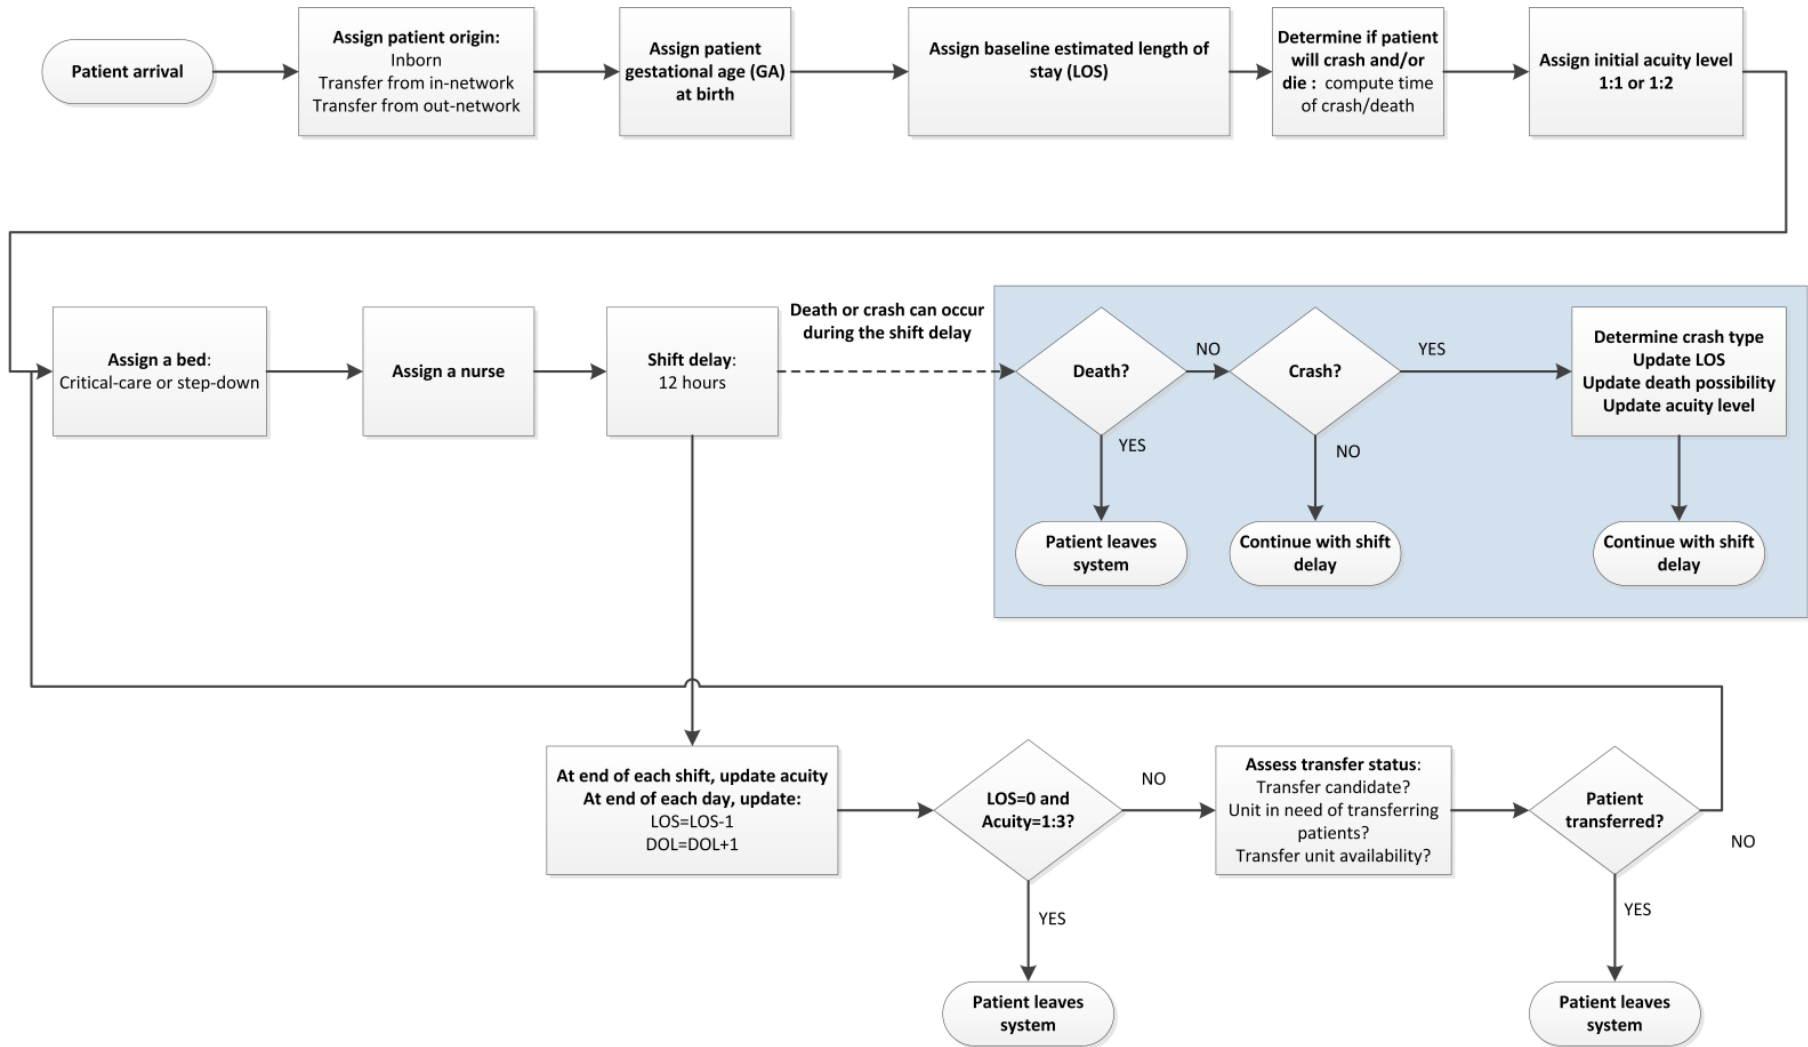 Patient arrival
Assign patient origin:
Inborn
Transfer from in-network
Transfer from out-network
Assign patient
gestational age (GA)
at birth
Assign baseline estimated length of
stay (LOS)
Determine if patient
will crash and/or
die : compute time
of crash/death
Assign initial acuity level
1:1 or 1:2
Assign a bed:
Critical-care or step-down
Assign a nurse
Shift delay:
12 hours
Death or crash can occur
during the shift delay
Death?
NO
YES
Crash?
YES
NO
Determine crash type
Update LOS
Update death possibility
Update acuity level
Patient leaves
system
Continue with shift
delay
Continue with shift
delay
At end of each shift, update acuity
At end of each day, update:
LOS=LOS-1
DOL=DOL+1
LOS=0 and
Acuity=1:3?
NO
YES
Assess transfer status:
Transfer candidate?
Unit in need of transferring
patients?
Transfer unit availability?
Patient
transferred?
NO
YES
Patient leaves
system
Patient leaves
system